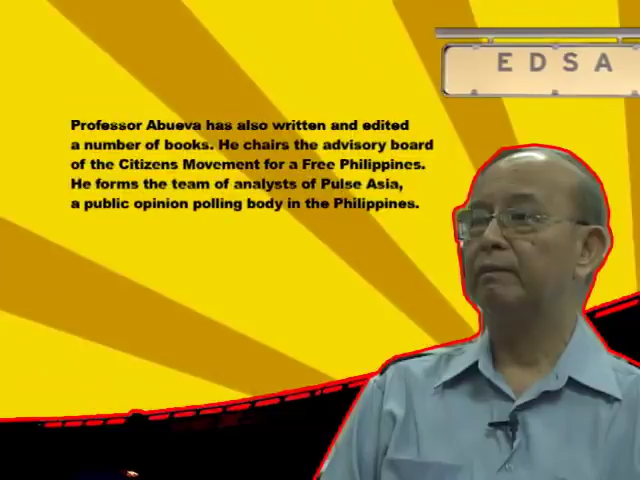 EDSA
Professor Abueva has also written and edited
a number of books. He chairs the advisory board
of the Citizens Movement for a Free Philippines.
He forms the team of analysts of Pulse Asia,
a public opinion polling body in the Philippines.